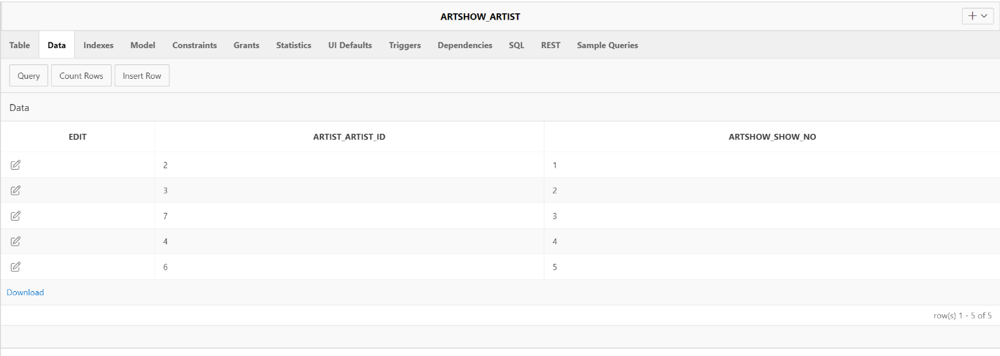 ARTSHOW_ARTIST
Table Data Indexes Model Constraints Grants Statistics UI Defaults Triggers Dependencies SQL REST Sample Queries
Query Count Rows Insert Row
Data
EDIT ARTIST_ARTIST_ID ARTSHOW_SHOW_NO
2 1
3 2
7 3
4 4
6 5
Download
row(s) 1 - 5 of 5